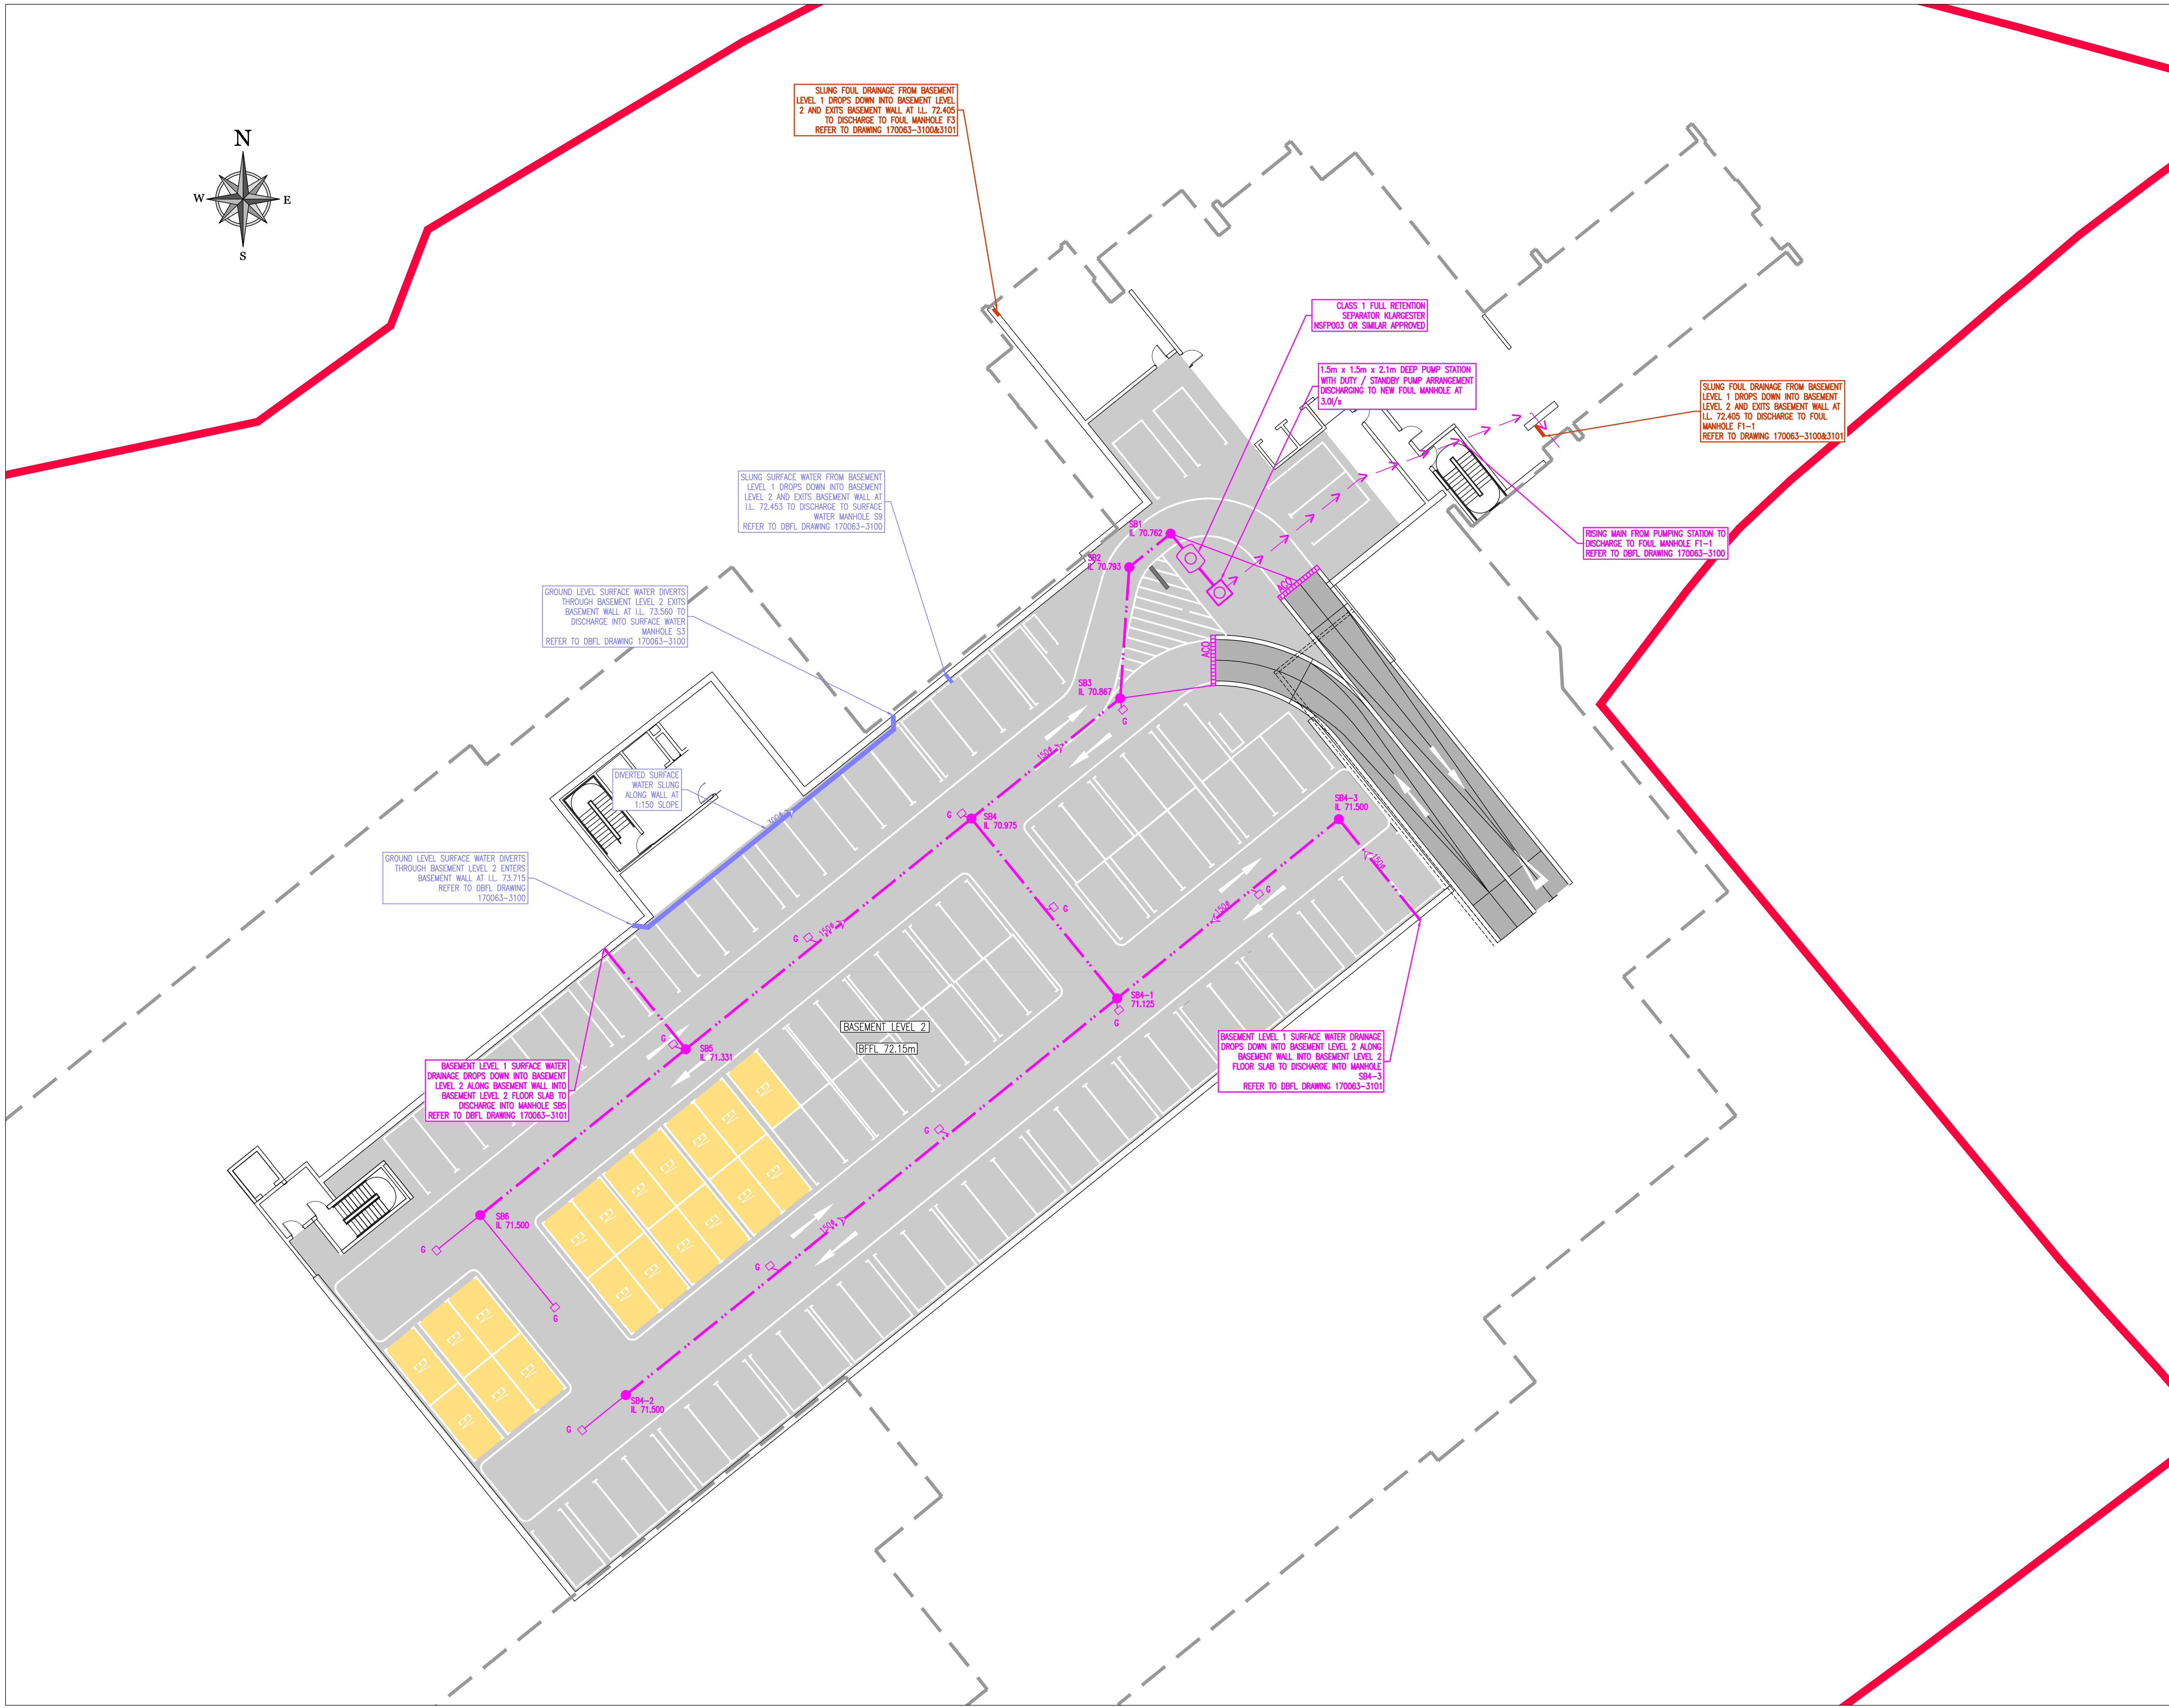 SLUNG FOUL DRAINAGE FROM BASEMENT
LEVEL 1 DROPS DOWN INTO BASEMENT LEVEL
2 AND EXITS BASEMENT WALL AT I.L. 72.405
TO DISCHARGE TO FOUL MANHOLE F3
REFER TO DRAWING 170063-3100&3101
N
W
E
S
CLASS 1 FULL RETENTION
SEPARATOR KLARGESTER
NSFP003 OR SIMILAR APPROVED
1.5m x 1.5m x 2.1m DEEP PUMP STATION
WITH DUTY / STANDBY PUMP ARRANGEMENT
DISCHARGING TO NEW FOUL MANHOLE AT
3.0l/s
SLUNG FOUL DRAINAGE FROM BASEMENT
LEVEL 1 DROPS DOWN INTO BASEMENT
LEVEL 2 AND EXITS BASEMENT WALL AT
I.L. 72.405 TO DISCHARGE TO FOUL
MANHOLE F1-1
REFER TO DRAWING 170063-3100&3101
SLUNG SURFACE WATER FROM BASEMENT
LEVEL 1 DROPS DOWN INTO BASEMENT
LEVEL 2 AND EXITS BASEMENT WALL AT
I.L. 72.453 TO DISCHARGE TO SURFACE
WATER MANHOLE S9
REFER TO DBFL DRAWING 170063-3100
SB1
IL 70.762
RISING MAIN FROM PUMPING STATION TO
DISCHARGE TO FOUL MANHOLE F1-1
REFER TO DBFL DRAWING 170063-3100
SB2
IL 70.793
ACO
GROUND LEVEL SURFACE WATER DIVERTS
THROUGH BASEMENT LEVEL 2 EXITS
BASEMENT WALL AT I.L. 73.560 TO
DISCHARGE INTO SURFACE WATER
MANHOLE S3
REFER TO DBFL DRAWING 170063-3100
ACO
SB3
IL 70.867
G
150ø
DIVERTED SURFACE
WATER SLUNG
ALONG WALL AT
1:150 SLOPE
300ø
G
SB4
IL 70.975
SB4-3
IL 71.500
150ø
GROUND LEVEL SURFACE WATER DIVERTS
THROUGH BASEMENT LEVEL 2 ENTERS
BASEMENT WALL AT I.L. 73.715
REFER TO DBFL DRAWING
170063-3100
G
G
150ø
G
150ø
SB4-1
71.125
G
BASEMENT LEVEL 2
BFFL 72.15m
G
SB5
IL 71.331
BASEMENT LEVEL 1 SURFACE WATER DRAINAGE
DROPS DOWN INTO BASEMENT LEVEL 2 ALONG
BASEMENT WALL INTO BASEMENT LEVEL 2
FLOOR SLAB TO DISCHARGE INTO MANHOLE
SB4-3
REFER TO DBFL DRAWING 170063-3101
BASEMENT LEVEL 1 SURFACE WATER
DRAINAGE DROPS DOWN INTO BASEMENT
LEVEL 2 ALONG BASEMENT WALL INTO
BASEMENT LEVEL 2 FLOOR SLAB TO
DISCHARGE INTO MANHOLE SB5
REFER TO DBFL DRAWING 170063-3101
G
SB6
IL 71.500
G
150ø
G
G
SB4-2
IL 71.500
G